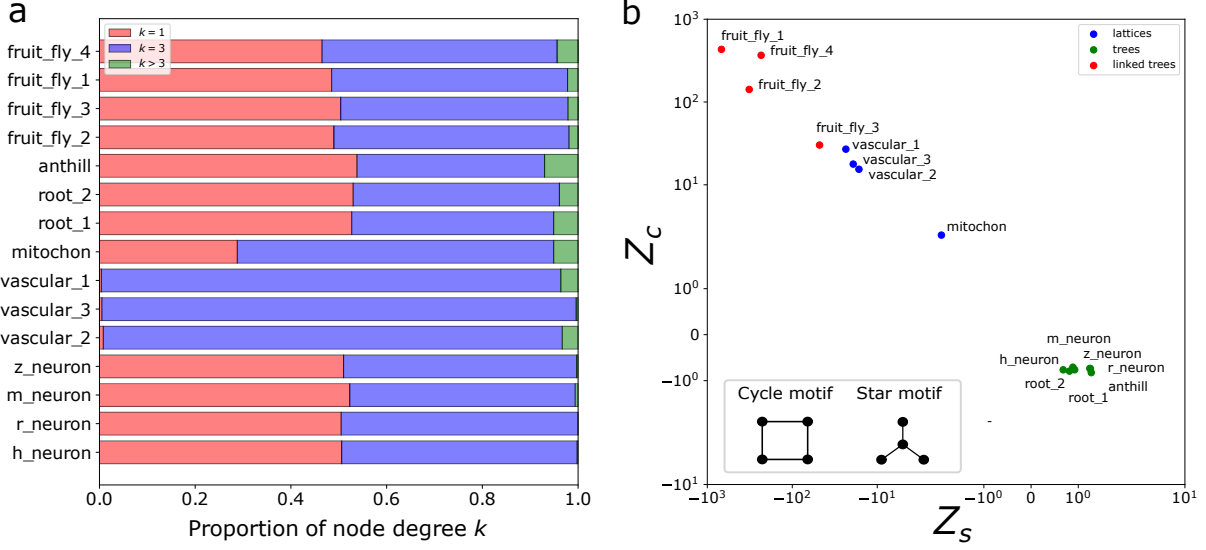 a
k = 1
k = 3
k > 3
fruit_fly_4
fruit_fly_1
fruit_fly_3
fruit_fly_2
anthill
root_2
root_1
mitochon
vascular_1
vascular_3
vascular_2
z_neuron
m_neuron
r_neuron
h_neuron
0.0 0.2 0.4 0.6 0.8 1.0
Proportion of node degree k
b
10³
10²
10¹
10⁰
0
−10⁰
−10¹
Z_c
lattices
trees
linked trees
fruit_fly_1
fruit_fly_4
fruit_fly_2
fruit_fly_3
vascular_1
vascular_3
vascular_2
mitochon
m_neuron
h_neuron
z_neuron
r_neuron
root_2
anthill
root_1
Cycle motif Star motif
−10³ −10² −10¹ −10⁰ 0 10⁰ 10¹
Z_s